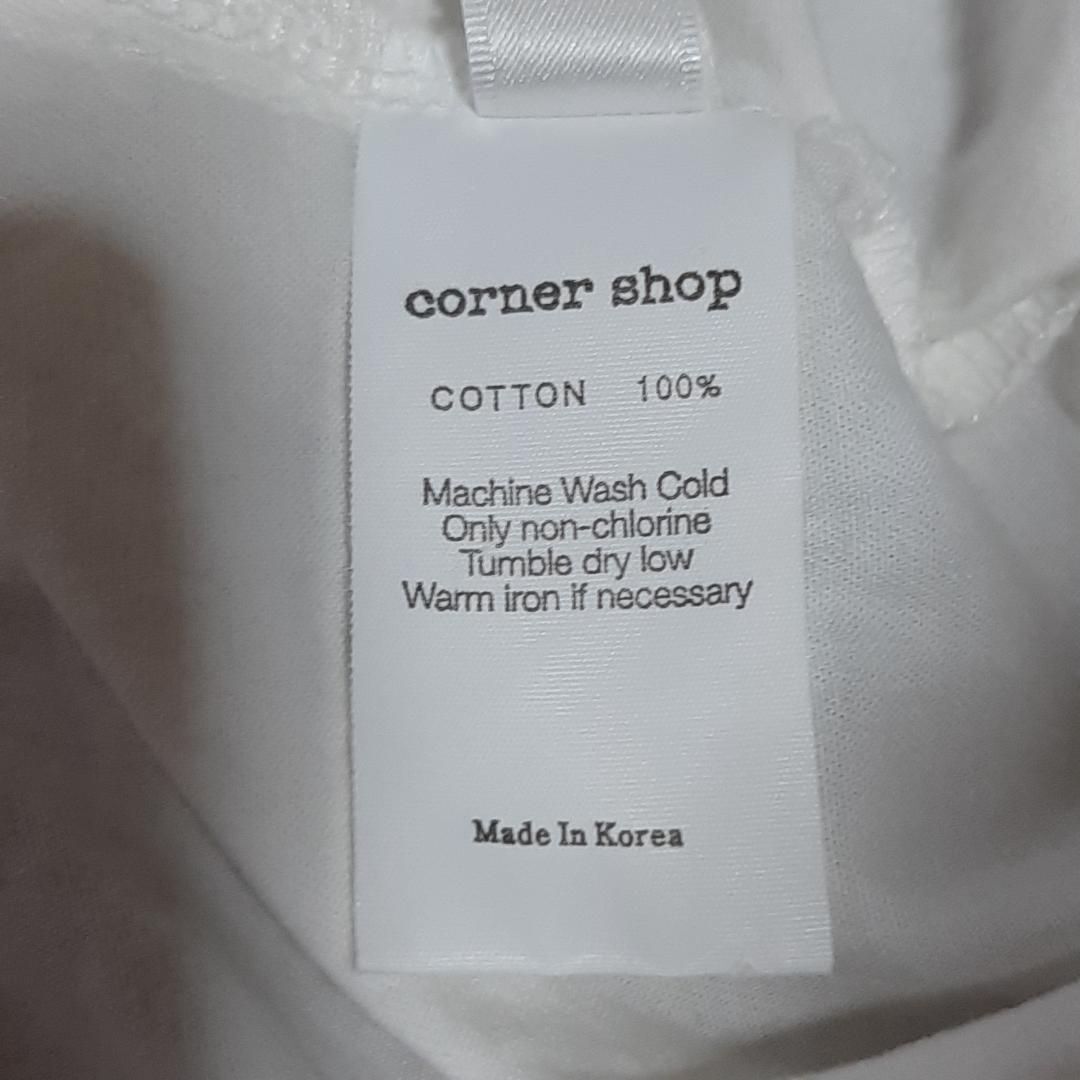 corner shop
COTTON 100%
Machine Wash Cold
Only non-chlorine
Tumble dry low
Warm iron if necessary
Made In Korea